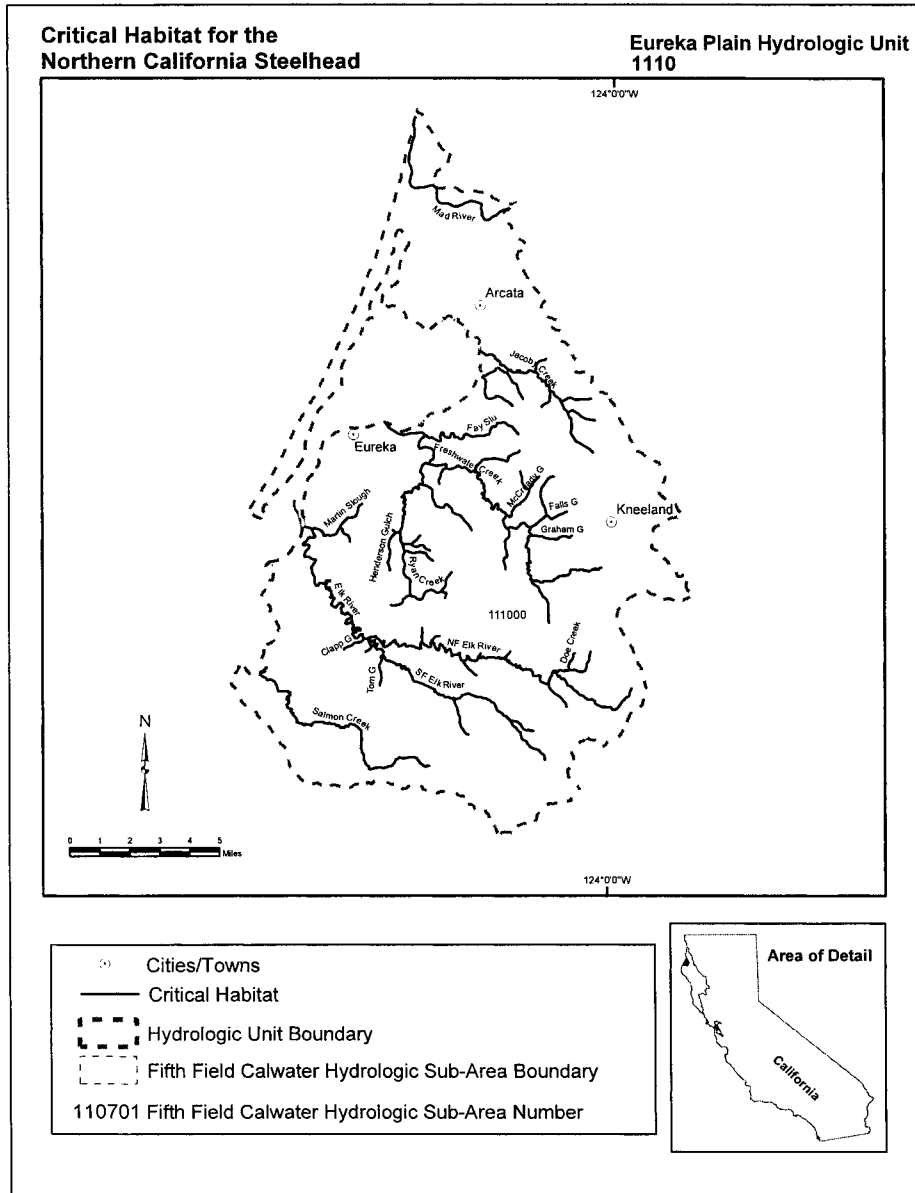 Critical Habitat for the
Northern California Steelhead
Eureka Plain Hydrologic Unit
1110
124°0'0"W
Mad River
Arcata
Jacoby Creek
Fay Slu
Eureka
Freshwater Creek
McCready G
Martin Slough
Falls G
Kneeland
Graham G
Henderson Gulch
Ryan Creek
Elk River
111000
Clapp G
NF Elk River
Doe Creek
Tom G
SF Elk River
Salmon Creek
N
0 1 2 3 4 5
Miles
124°0'0"W
Cities/Towns
Critical Habitat
Hydrologic Unit Boundary
Fifth Field Calwater Hydrologic Sub-Area Boundary
110701 Fifth Field Calwater Hydrologic Sub-Area Number
Area of Detail
California